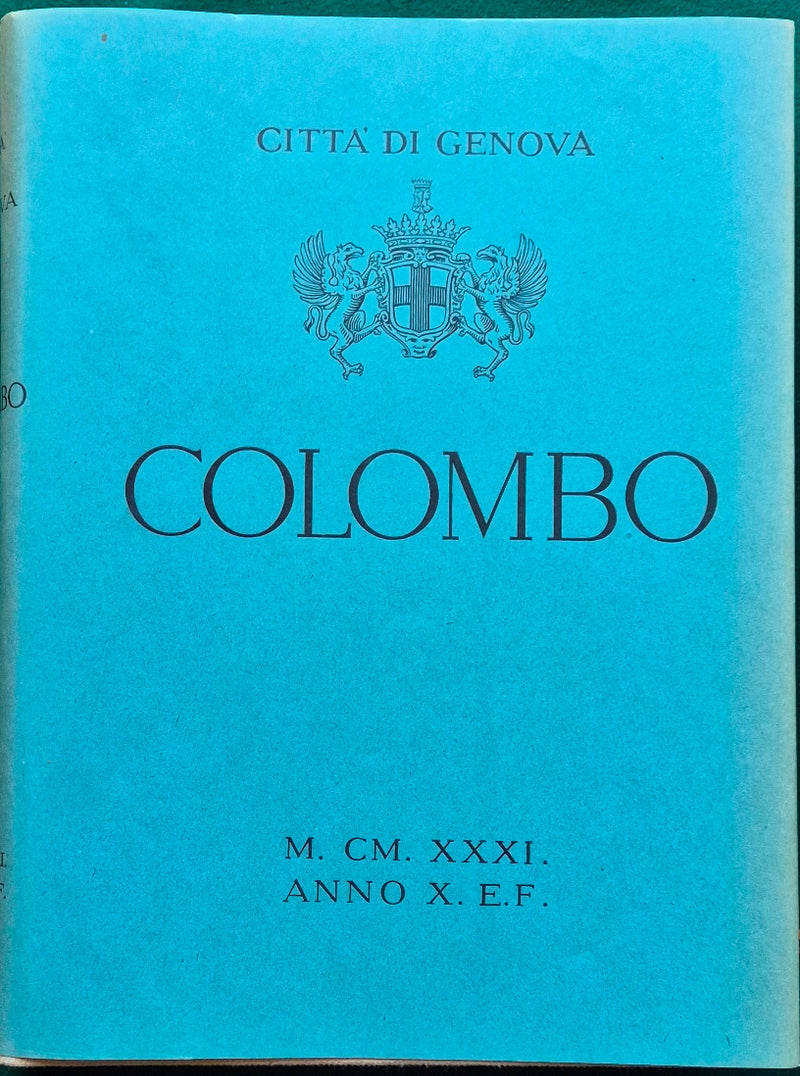 CITTA' DI GENOVA
COLOMBO
M. CM. XXXI.
ANNO X. E.F.